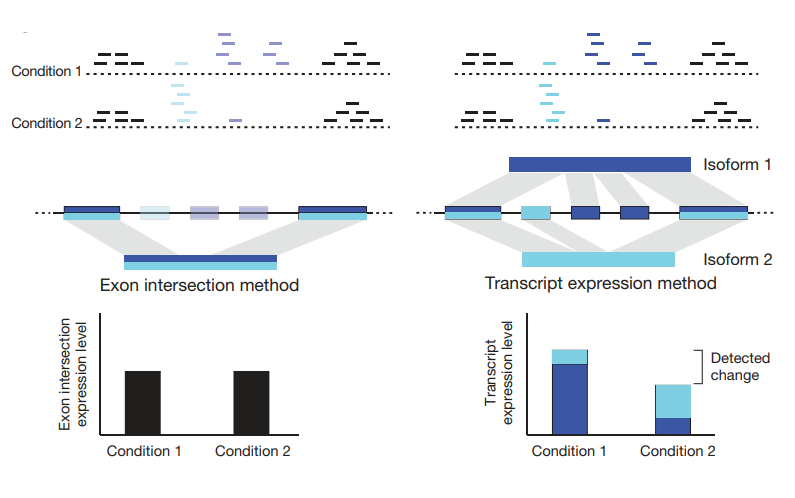 Condition 1
Condition 2
Isoform 1
Isoform 2
Exon intersection method
Transcript expression method
Exon intersection
expression level
Condition 1
Condition 2
Transcript
expression level
Detected
change
Condition 1
Condition 2